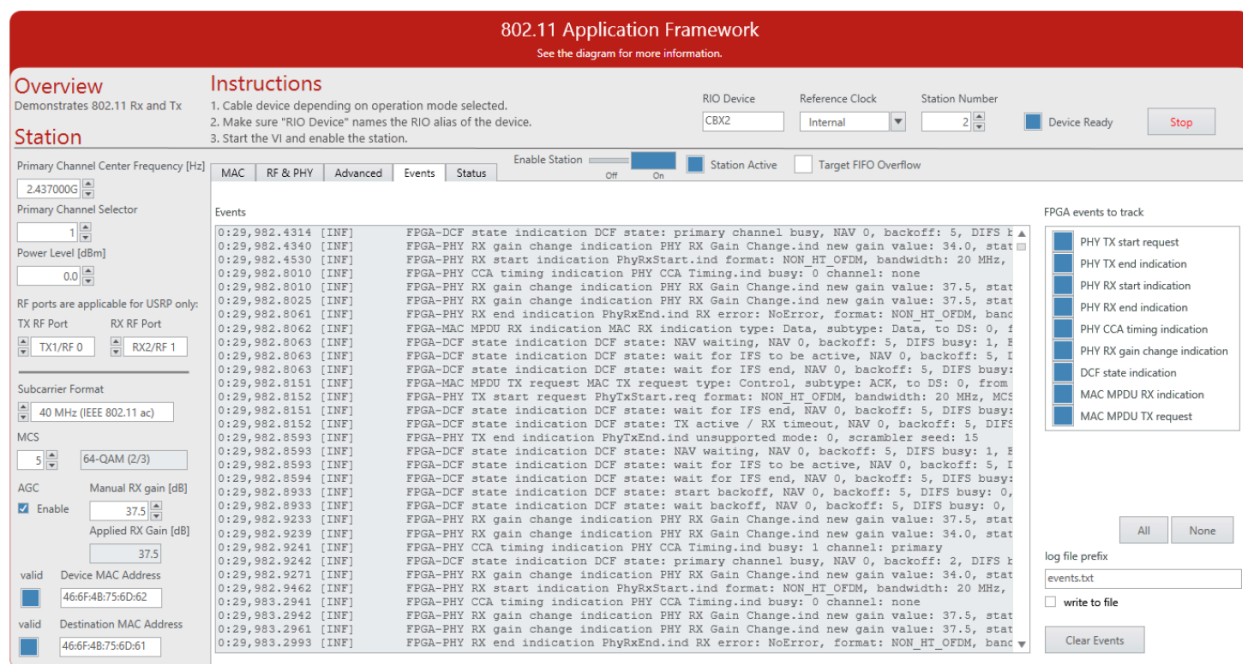 802.11 Application Framework
See the diagram for more information.
Overview
Demonstrates 802.11 Rx and Tx
Station
Instructions
1. Cable device depending on operation mode selected.
2. Make sure "RIO Device" names the RIO alias of the device.
3. Start the VI and enable the station.
RIO Device
CBX2
Reference Clock
Internal
Station Number
2
Device Ready
Stop
Primary Channel Center Frequency [Hz]
2.437000G
Primary Channel Selector
1
Power Level [dBm]
0.0
RF ports are applicable for USRP only:
TX RF Port RX RF Port
TX1/RF 0 RX2/RF 1
Subcarrier Format
40 MHz (IEEE 802.11 ac)
MCS
5 64-QAM (2/3)
AGC Manual RX gain [dB]
Enable 37.5
Applied RX Gain [dB]
37.5
valid Device MAC Address
46:6F:4B:75:6D:62
valid Destination MAC Address
46:6F:4B:75:6D:61
MAC RF & PHY Advanced Events Status
Enable Station
Off On
Station Active
Target FIFO Overflow
Events
0:29,982.4314 [INF] FPGA-DCF state indication DCF state: primary channel busy, NAV 0, backoff: 5, DIFS
0:29,982.4340 [INF] FPGA-PHY RX gain change indication PHY RX Gain Change.ind new gain value: 34.0, stat
0:29,982.4530 [INF] FPGA-PHY RX start indication PhyRxStart.ind format: NON_HT_OFDM, bandwidth: 20 MHz,
0:29,982.8010 [INF] FPGA-PHY CCA timing indication PHY CCA Timing.ind busy: 0 channel: none
0:29,982.8010 [INF] FPGA-PHY RX gain change indication PHY RX Gain Change.ind new gain value: 37.5, stat
0:29,982.8025 [INF] FPGA-PHY RX gain change indication PHY RX Gain Change.ind new gain value: 37.5, stat
0:29,982.8061 [INF] FPGA-PHY RX end indication PhyRxEnd.ind RX error: NoError, format: NON_HT_OFDM, band
0:29,982.8062 [INF] FPGA-MAC MPDU RX indication MAC RX indication type: Data, subtype: Data, to DS: 0, f
0:29,982.8063 [INF] FPGA-DCF state indication DCF state: NAV waiting, NAV 0, backoff: 5, DIFS busy: 1,
0:29,982.8063 [INF] FPGA-DCF state indication DCF state: wait for IFS to be active, NAV 0, backoff: 5,
0:29,982.8063 [INF] FPGA-DCF state indication DCF state: wait for IFS end, NAV 0, backoff: 5, DIFS busy:
0:29,982.8151 [INF] FPGA-MAC MPDU TX request MAC TX request type: Control, subtype: ACK, to DS: 0, from
0:29,982.8152 [INF] FPGA-PHY TX start request PhyTxStart.req format: NON_HT_OFDM, bandwidth: 20 MHz, MCS
0:29,982.8151 [INF] FPGA-DCF state indication DCF state: wait for IFS end, NAV 0, backoff: 5, DIFS busy:
0:29,982.8152 [INF] FPGA-DCF state indication DCF state: TX active / RX timeout, NAV 0, backoff: 5, DIFS
0:29,982.8593 [INF] FPGA-PHY TX end indication PhyTxEnd.ind unsupported mode: 0, scrambler seed: 15
0:29,982.8593 [INF] FPGA-DCF state indication DCF state: NAV waiting, NAV 0, backoff: 5, DIFS busy: 1,
0:29,982.8593 [INF] FPGA-DCF state indication DCF state: wait for IFS to be active, NAV 0, backoff: 5,
0:29,982.8594 [INF] FPGA-DCF state indication DCF state: wait for IFS end, NAV 0, backoff: 5, DIFS busy:
0:29,982.8933 [INF] FPGA-DCF state indication DCF state: start backoff, NAV 0, backoff: 5, DIFS busy: 0,
0:29,982.8933 [INF] FPGA-DCF state indication DCF state: wait backoff, NAV 0, backoff: 5, DIFS busy: 0,
0:29,982.9233 [INF] FPGA-PHY RX gain change indication PHY RX Gain Change.ind new gain value: 37.5, stat
0:29,982.9239 [INF] FPGA-PHY RX gain change indication PHY RX Gain Change.ind new gain value: 34.0, stat
0:29,982.9241 [INF] FPGA-PHY CCA timing indication PHY CCA Timing.ind busy: 1 channel: primary
0:29,982.9242 [INF] FPGA-DCF state indication DCF state: primary channel busy, NAV 0, backoff: 2, DIFS
0:29,982.9271 [INF] FPGA-PHY RX gain change indication PHY RX Gain Change.ind new gain value: 34.0, stat
0:29,982.9462 [INF] FPGA-PHY RX start indication PhyRxStart.ind format: NON_HT_OFDM, bandwidth: 20 MHz,
0:29,983.2941 [INF] FPGA-PHY CCA timing indication PHY CCA Timing.ind busy: 0 channel: none
0:29,983.2942 [INF] FPGA-PHY RX gain change indication PHY RX Gain Change.ind new gain value: 37.5, stat
0:29,983.2961 [INF] FPGA-PHY RX gain change indication PHY RX Gain Change.ind new gain value: 37.5, stat
0:29,983.2993 [INF] FPGA-PHY RX end indication PhyRxEnd.ind RX error: NoError, format: NON_HT_OFDM, band
FPGA events to track
PHY TX start request
PHY TX end indication
PHY RX start indication
PHY RX end indication
PHY CCA timing indication
PHY RX gain change indication
DCF state indication
MAC MPDU RX indication
MAC MPDU TX request
All None
log file prefix
events.txt
write to file
Clear Events